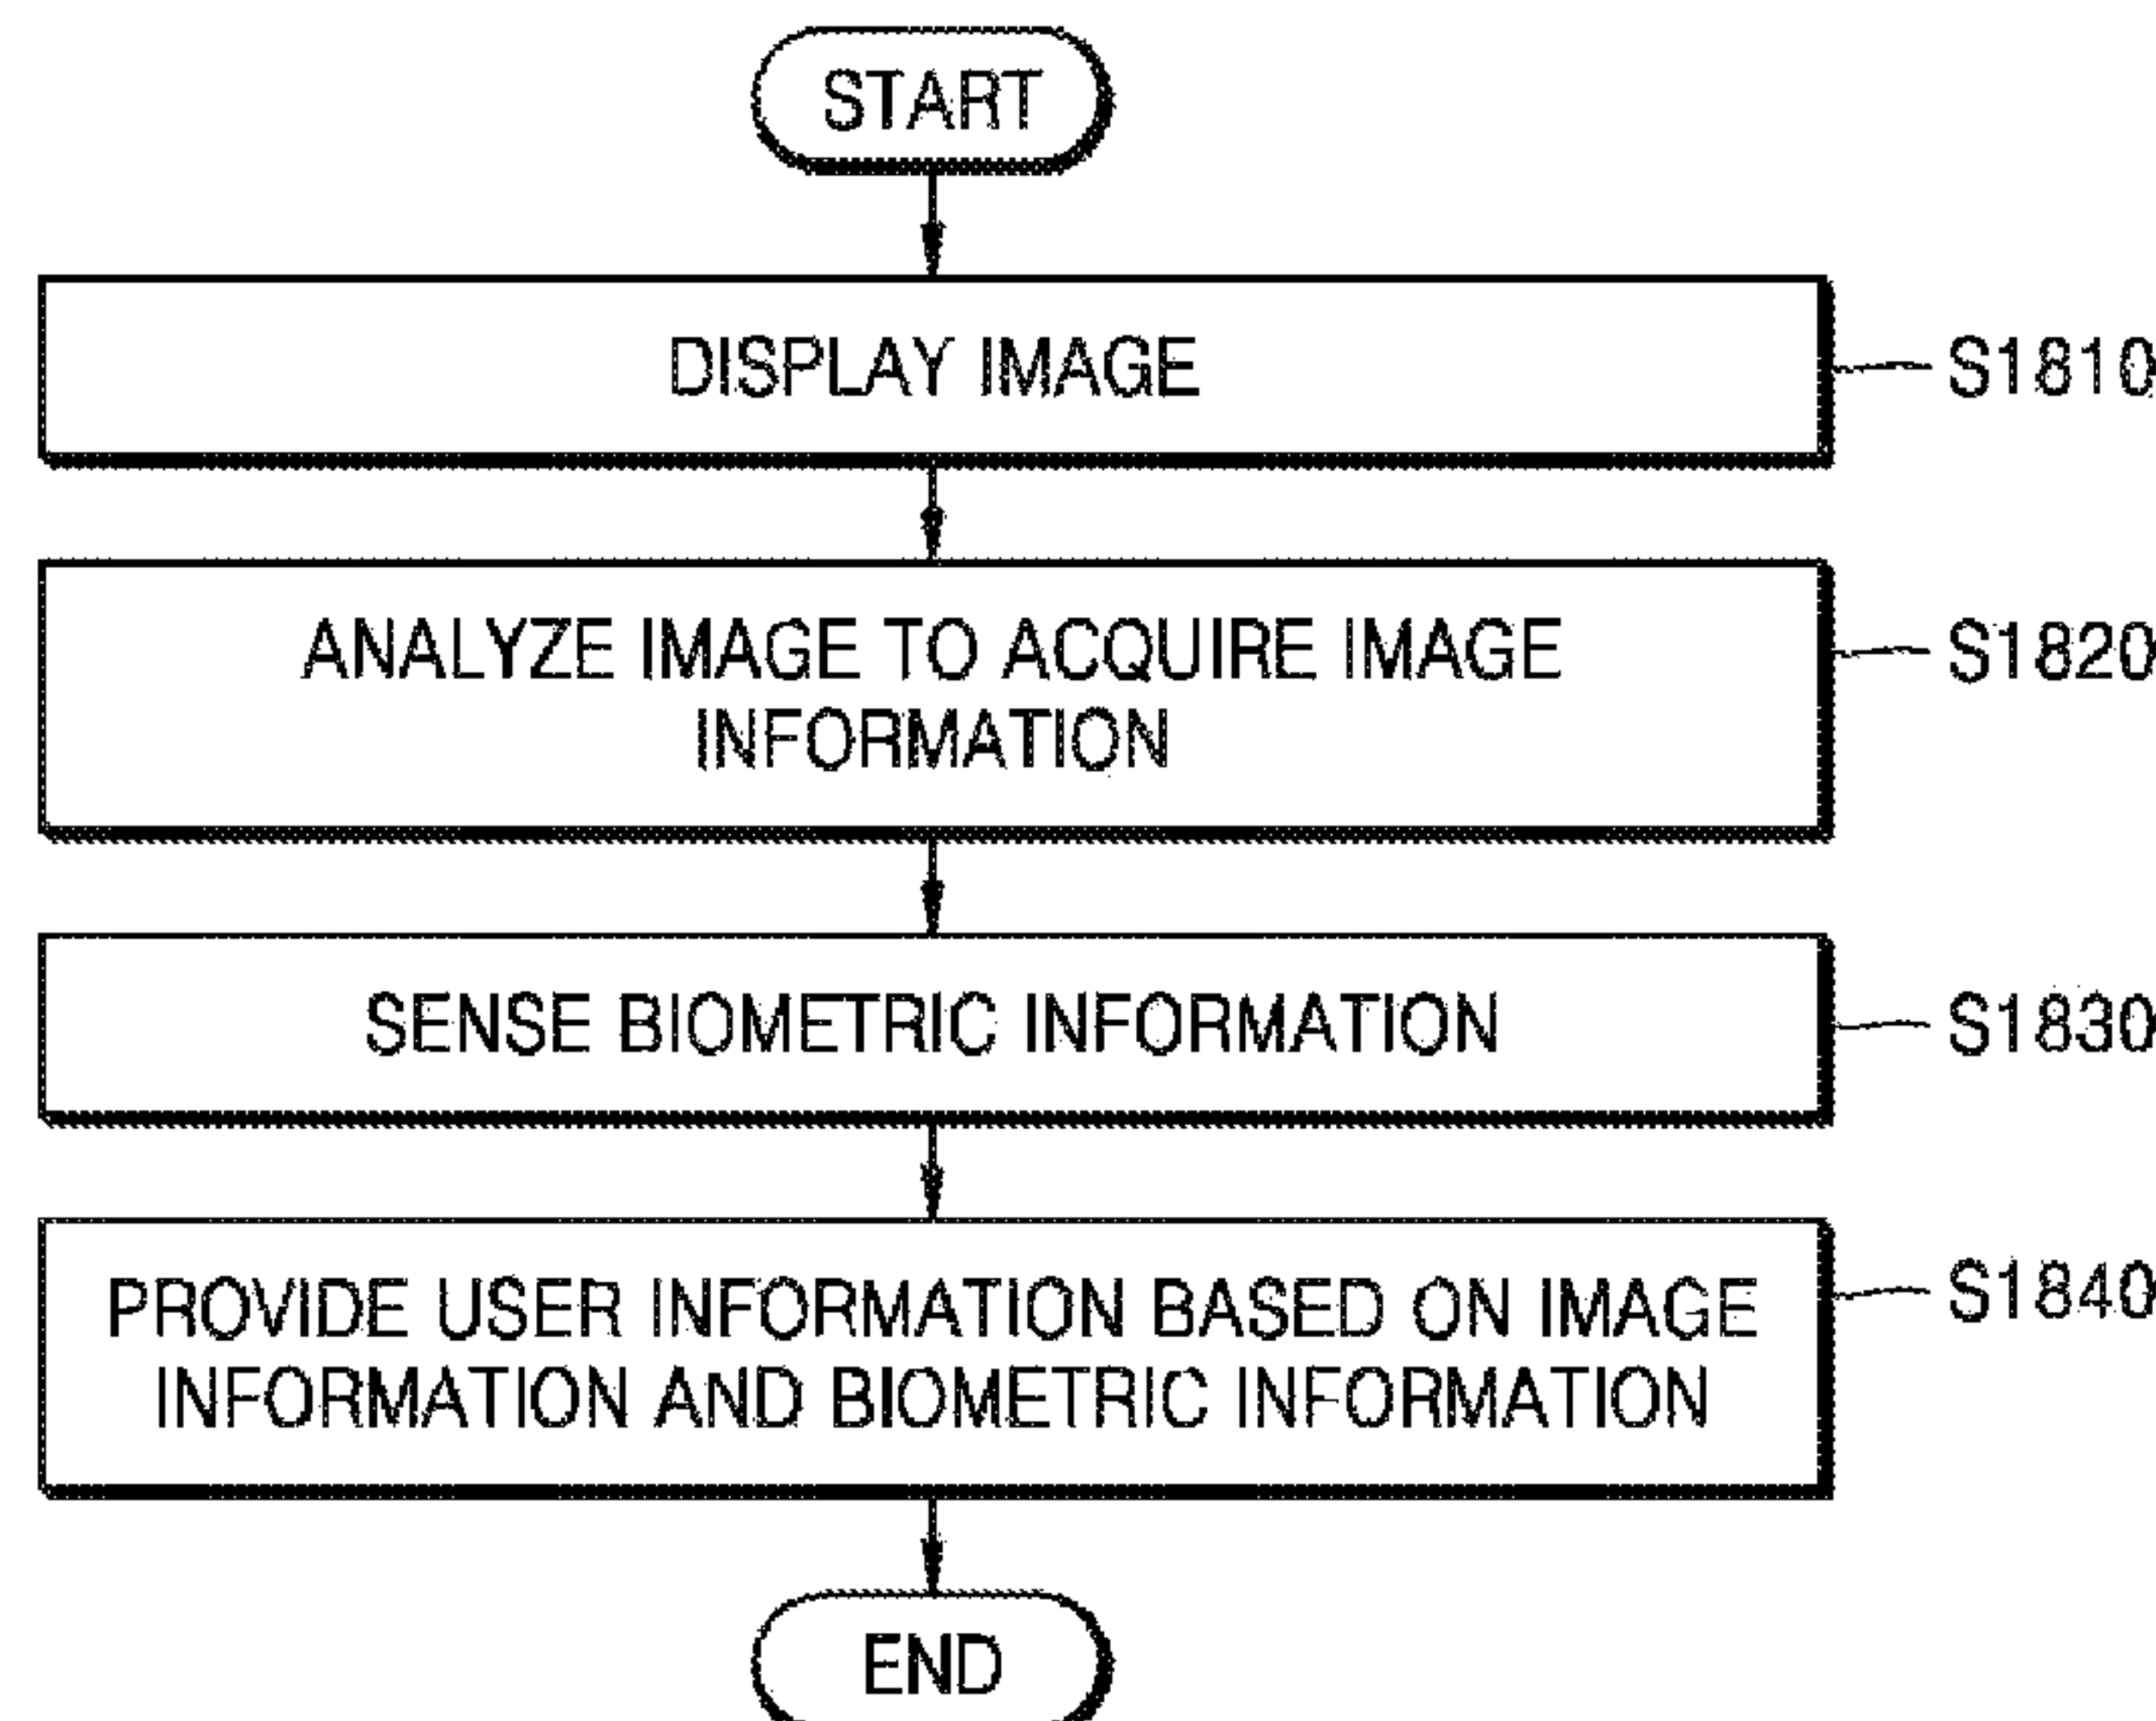 START
DISPLAY IMAGE
S1810
ANALYZE IMAGE TO ACQUIRE IMAGE
INFORMATION
S1820
SENSE BIOMETRIC INFORMATION
S1830
PROVIDE USER INFORMATION BASED ON IMAGE
INFORMATION AND BIOMETRIC INFORMATION
S1840
END